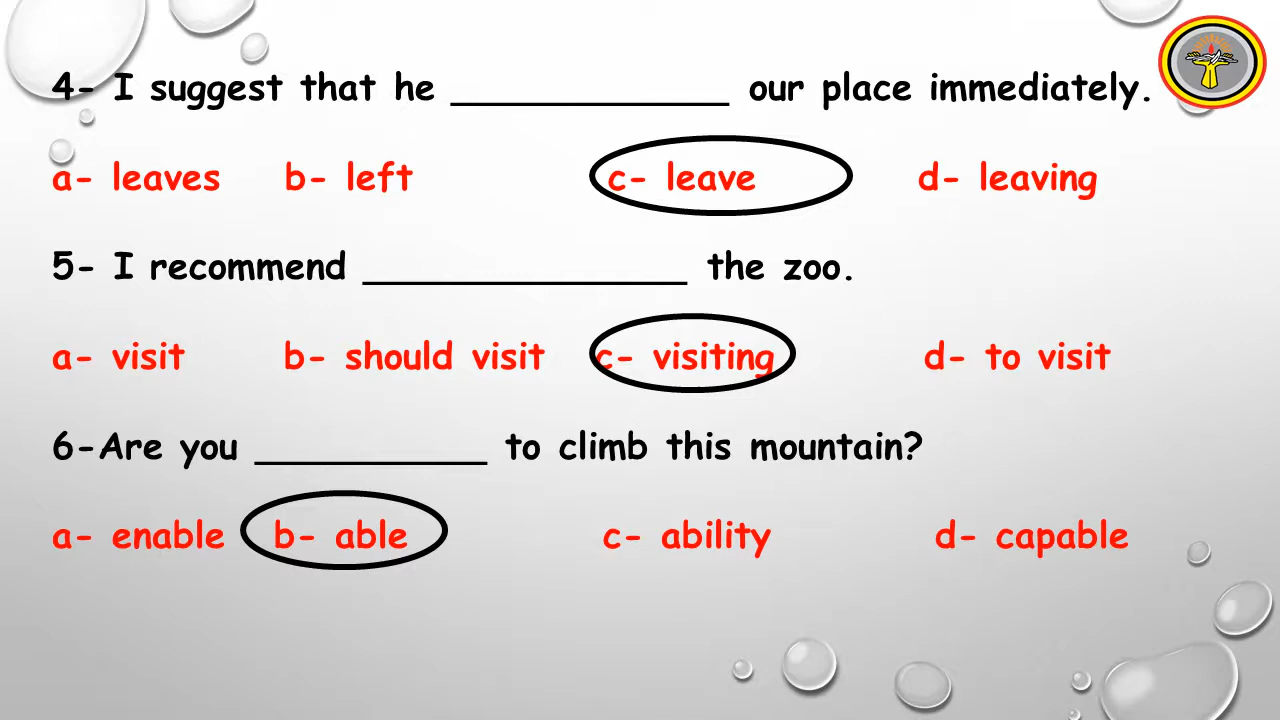 4- I suggest that he ____________ our place immediately.
a- leaves b- left c- leave d- leaving
5- I recommend ______________ the zoo.
a- visit b- should visit c- visiting d- to visit
6-Are you __________ to climb this mountain?
a- enable b- able c- ability d- capable